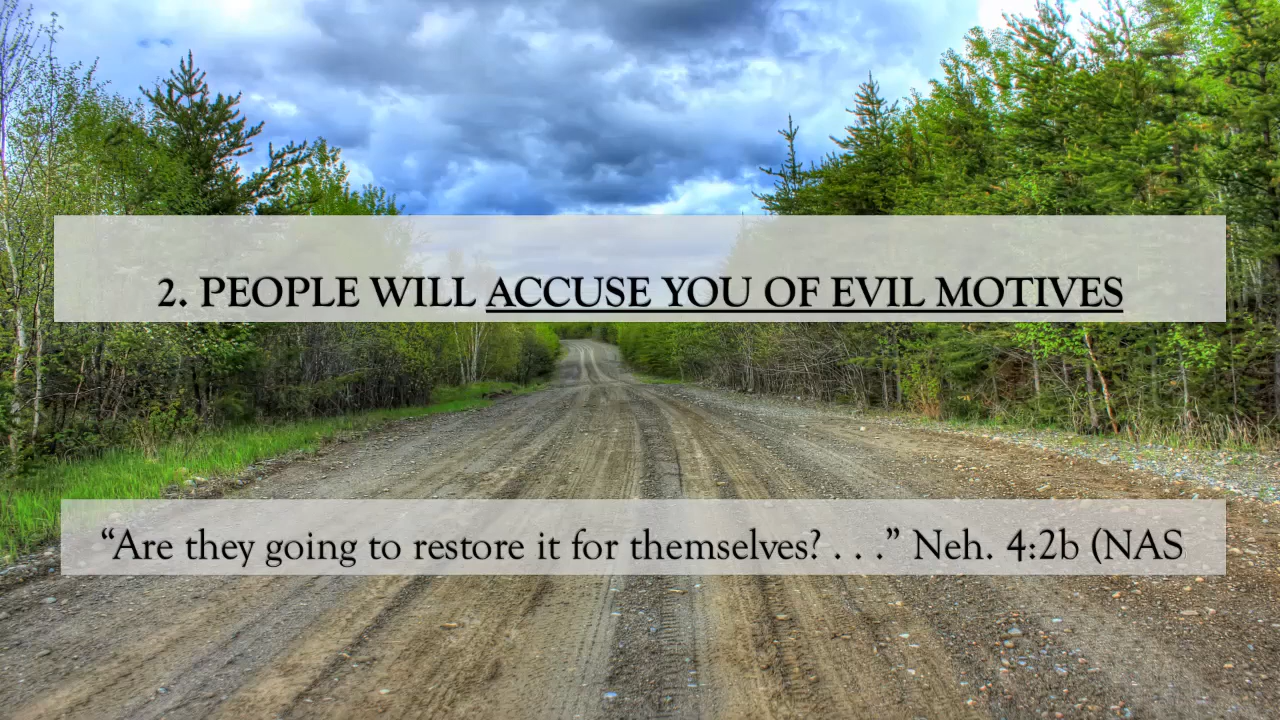 2. PEOPLE WILL ACCUSE YOU OF EVIL MOTIVES
“Are they going to restore it for themselves? . . .” Neh. 4:2b (NAS